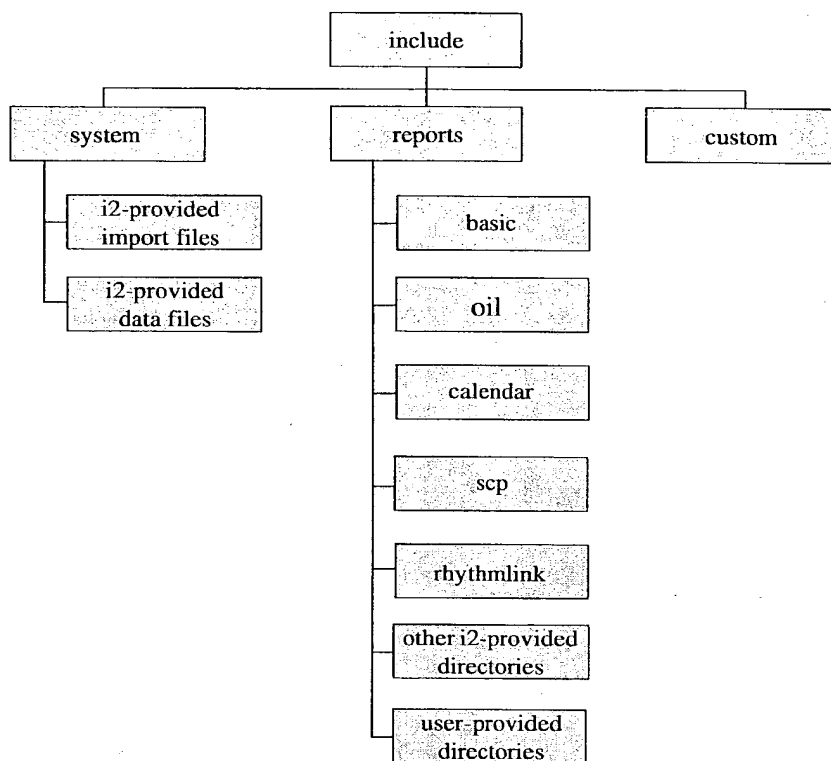 include
system
reports
custom
i2-provided
import files
i2-provided
data files
basic
oil
calendar
scp
rhythmlink
other i2-provided
directories
user-provided
directories